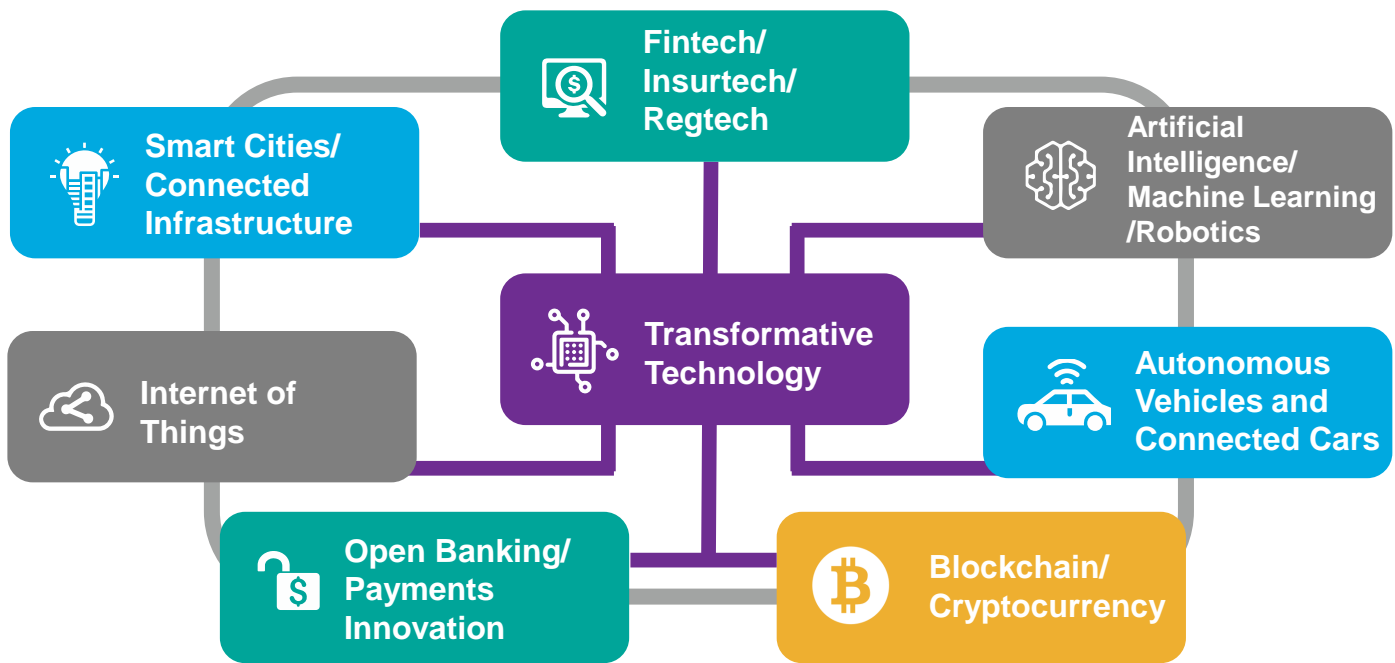 Fintech/
Insurtech/
Regtech
Smart Cities/
Connected
Infrastructure
Artificial
Intelligence/
Machine Learning
/Robotics
Transformative
Technology
Internet of
Things
Autonomous
Vehicles and
Connected Cars
Open Banking/
Payments
Innovation
Blockchain/
Cryptocurrency